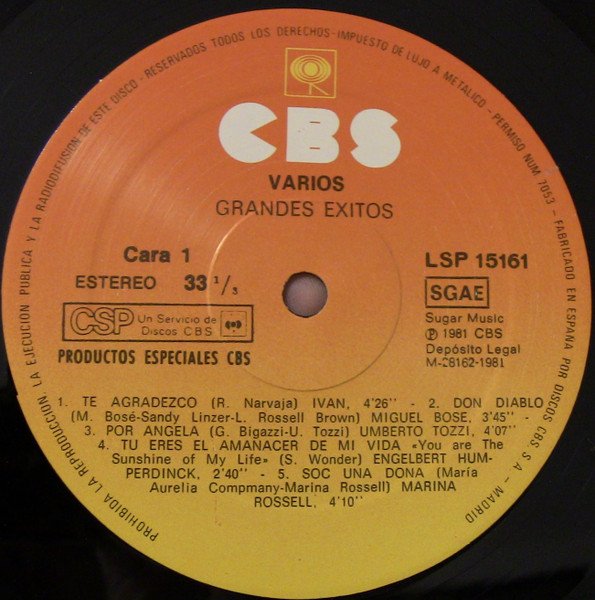 PROHIBIDA LA REPRODUCCION LA EJECUCION PUBLICA Y LA RADIODIFUSION DE ESTE DISCO - RESERVADOS TODOS LOS DERECHOS - IMPUESTO DE LUJO A METALICO - PERMISO NUM 7053 - FABRICADO EN ESPAÑA POR DISCOS CBS, S A - MADRID
CBS
VARIOS
GRANDES EXITOS
Cara 1
ESTEREO 33 1/3
LSP 15161
SGAE
CSP Un Servicio de
Discos CBS
PRODUCTOS ESPECIALES CBS
Sugar Music
Ⓟ 1981 CBS
Depósito Legal
M-28162-1981
1. TE AGRADEZCO (R. Narvaja) IVAN, 4'26" - 2. DON DIABLO
(M. Bosé-Sandy Linzer-L. Rossell Brown) MIGUEL BOSE, 3'45" -
3. POR ANGELA (G. Bigazzi-U. Tozzi) UMBERTO TOZZI, 4'07"
4. TU ERES EL AMANACER DE MI VIDA «You are The
Sunshine of My Life» (S. Wonder) ENGELBERT HUM-
PERDINCK, 2'40" - 5. SOC UNA DONA (María
Aurelia Compmany-Marina Rossell) MARINA
ROSSELL, 4'10"